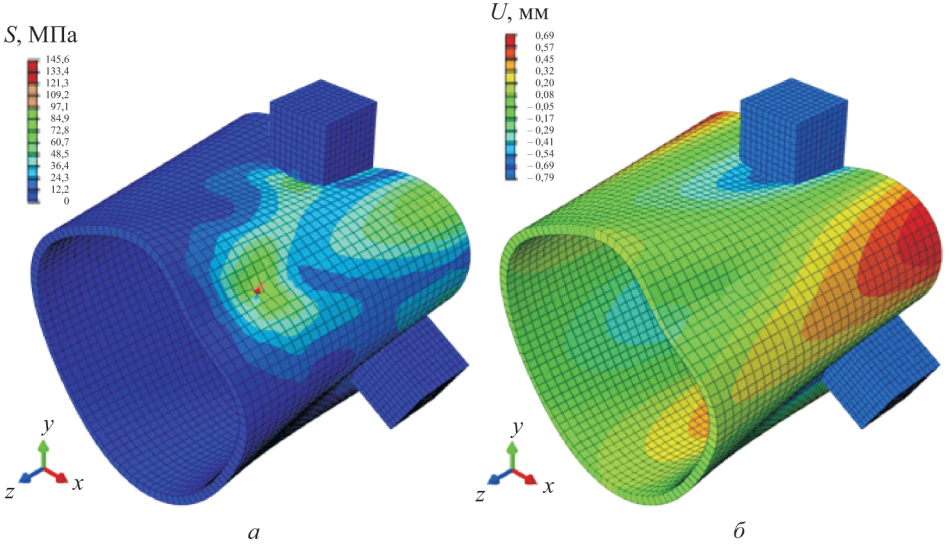 S, МПа
145,6
133,4
121,3
109,2
97,1
84,9
72,8
60,7
48,5
36,4
24,3
12,2
0
y
z
x
а
U, мм
0,69
0,57
0,45
0,32
0,20
0,08
– 0,05
– 0,17
– 0,29
– 0,41
– 0,54
– 0,69
– 0,79
y
z
x
б